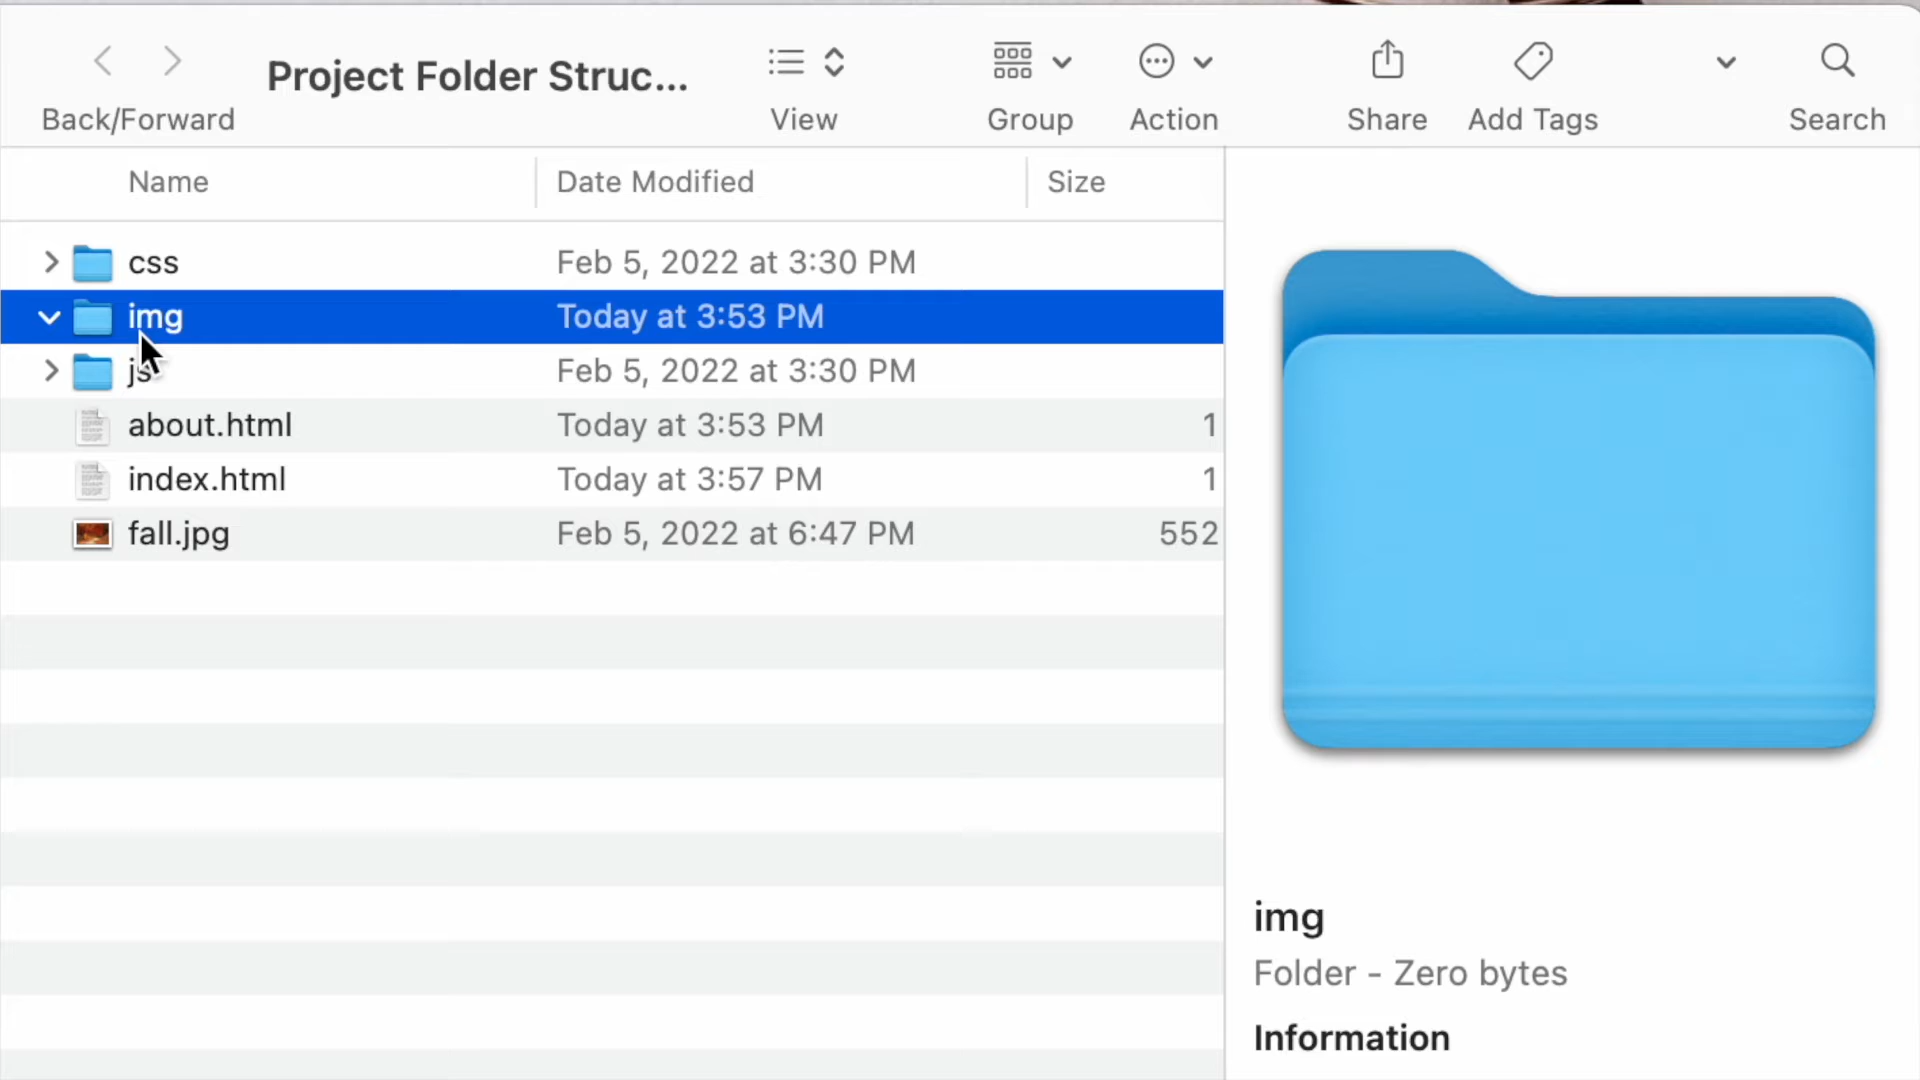 Project Folder Struc...
Back/Forward
View
Group
Action
Share
Add Tags
Search
Name
Date Modified
Size
css
Feb 5, 2022 at 3:30 PM
img
Today at 3:53 PM
js
Feb 5, 2022 at 3:30 PM
about.html
Today at 3:53 PM
1
index.html
Today at 3:57 PM
1
fall.jpg
Feb 5, 2022 at 6:47 PM
552
img
Folder - Zero bytes
Information